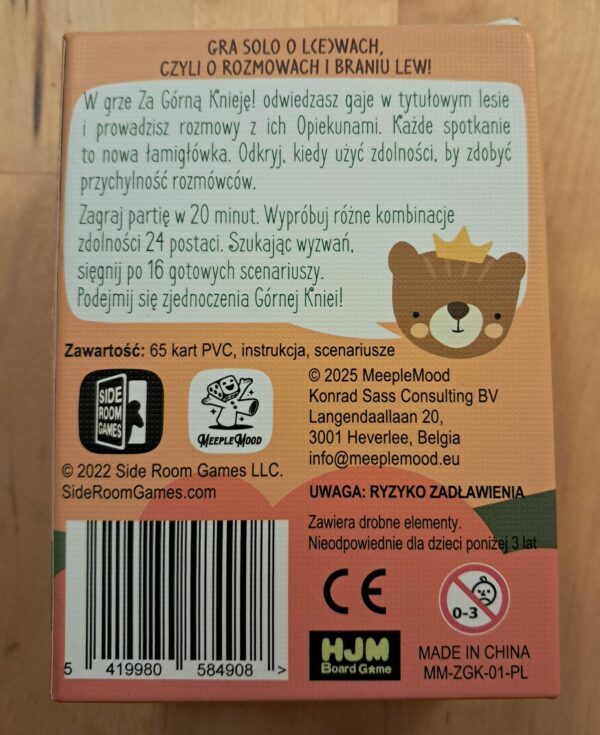 GRA SOLO O L(E)WACH,
CZYLI O ROZMOWACH I BRANIU LEW!
W grze Za Górną Knieję! odwiedzasz gaje w tytułowym lesie
i prowadzisz rozmowy z ich Opiekunami. Każde spotkanie
to nowa łamigłówka. Odkryj, kiedy użyć zdolności, by zdobyć
przychylność rozmówców.
Zagraj partię w 20 minut. Wypróbuj różne kombinacje
zdolności 24 postaci. Szukając wyzwań,
sięgnij po 16 gotowych scenariuszy.
Podejmij się zjednoczenia Górnej Kniei!
Zawartość: 65 kart PVC, instrukcja, scenariusze
SIDE
ROOM
GAMES
MEEPLEMOOD
© 2022 Side Room Games LLC.
SideRoomGames.com
© 2025 MeepleMood
Konrad Sass Consulting BV
Langendaallaan 20,
3001 Heverlee, Belgia
info@meeplemood.eu
UWAGA: RYZYKO ZADŁAWIENIA
Zawiera drobne elementy.
Nieodpowiednie dla dzieci poniżej 3 lat
CE
0-3
HJM
Board Game
MADE IN CHINA
MM-ZGK-01-PL
5 419980 584908 >